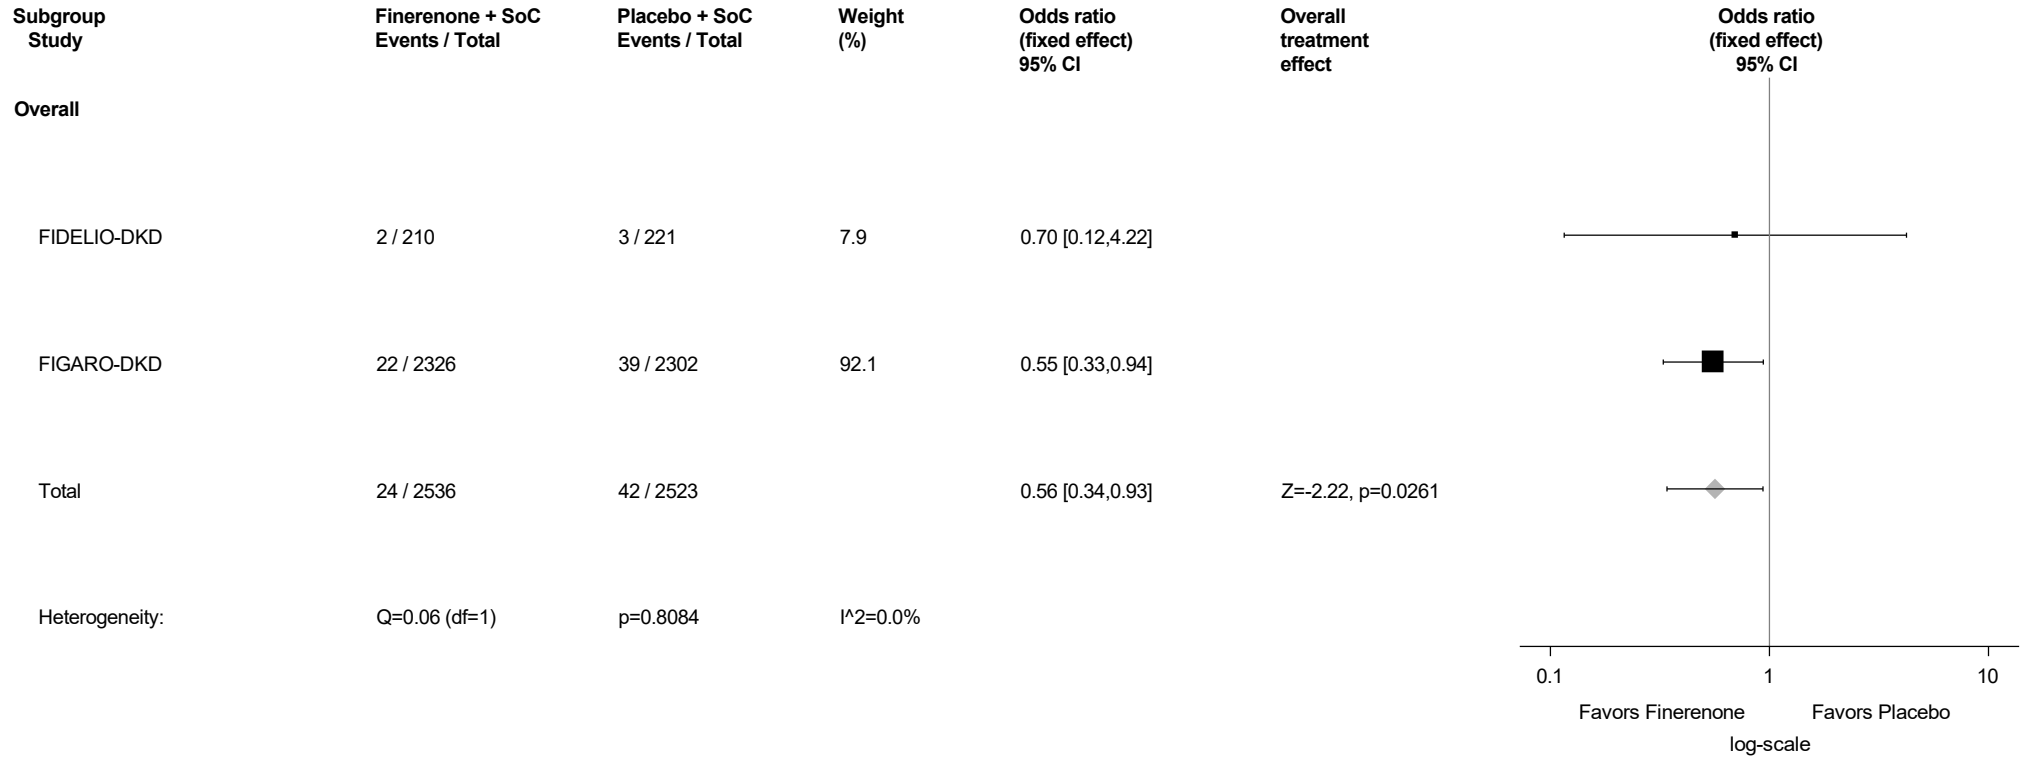 Subgroup Finerenone + SoC Placebo + SoC Weight Odds ratio Overall Odds ratio
Study Events / Total Events / Total (%) (fixed effect) treatment (fixed effect)
95% CI effect 95% CI
Overall
FIDELIO-DKD 2 / 210 3 / 221 7.9 0.70 [0.12,4.22]
FIGARO-DKD 22 / 2326 39 / 2302 92.1 0.55 [0.33,0.94]
Total 24 / 2536 42 / 2523 0.56 [0.34,0.93] Z=-2.22, p=0.0261
Heterogeneity: Q=0.06 (df=1) p=0.8084 I^2=0.0%
0.1 1 10
Favors Finerenone Favors Placebo
log-scale